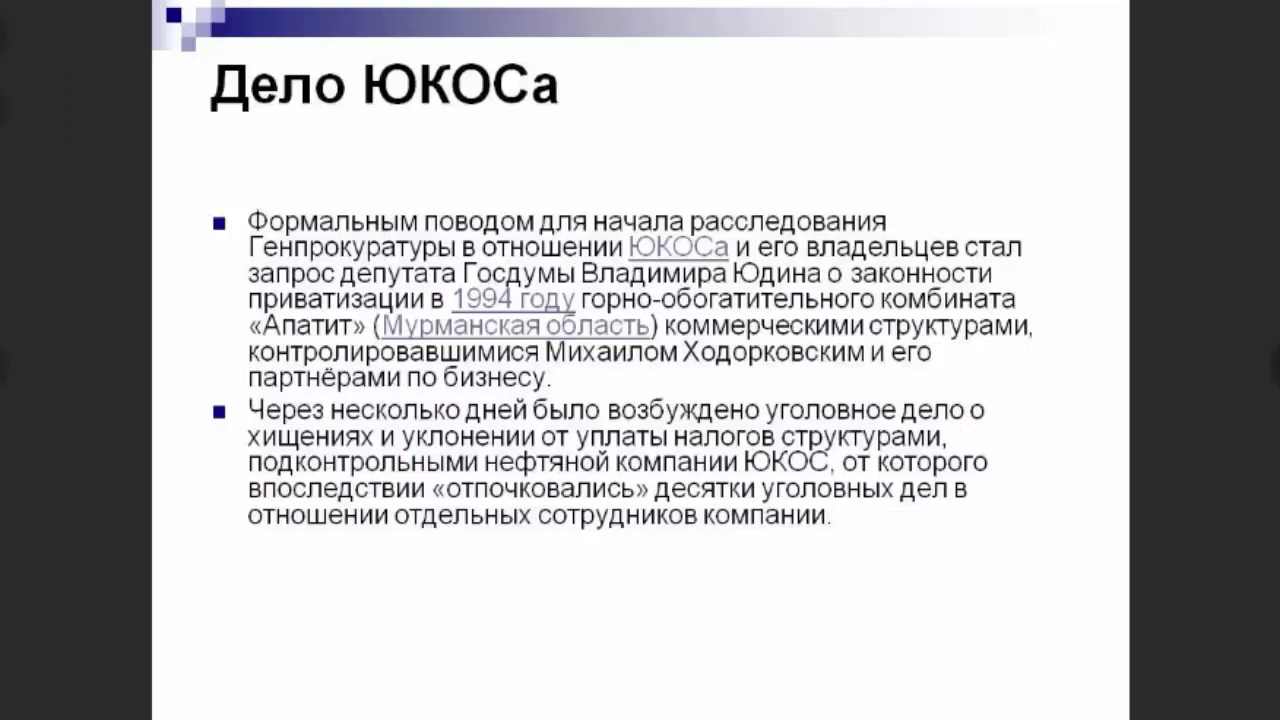 Дело ЮКОСа
Формальным поводом для начала расследования
Генпрокуратуры в отношении ЮКОСа и его владельцев стал
запрос депутата Госдумы Владимира Юдина о законности
приватизации в 1994 году горно-обогатительного комбината
«Апатит» (Мурманская область) коммерческими структурами,
контролировавшимися Михаилом Ходорковским и его
партнёрами по бизнесу.
Через несколько дней было возбуждено уголовное дело о
хищениях и уклонении от уплаты налогов структурами,
подконтрольными нефтяной компании ЮКОС, от которого
впоследствии «отпочковались» десятки уголовных дел в
отношении отдельных сотрудников компании.